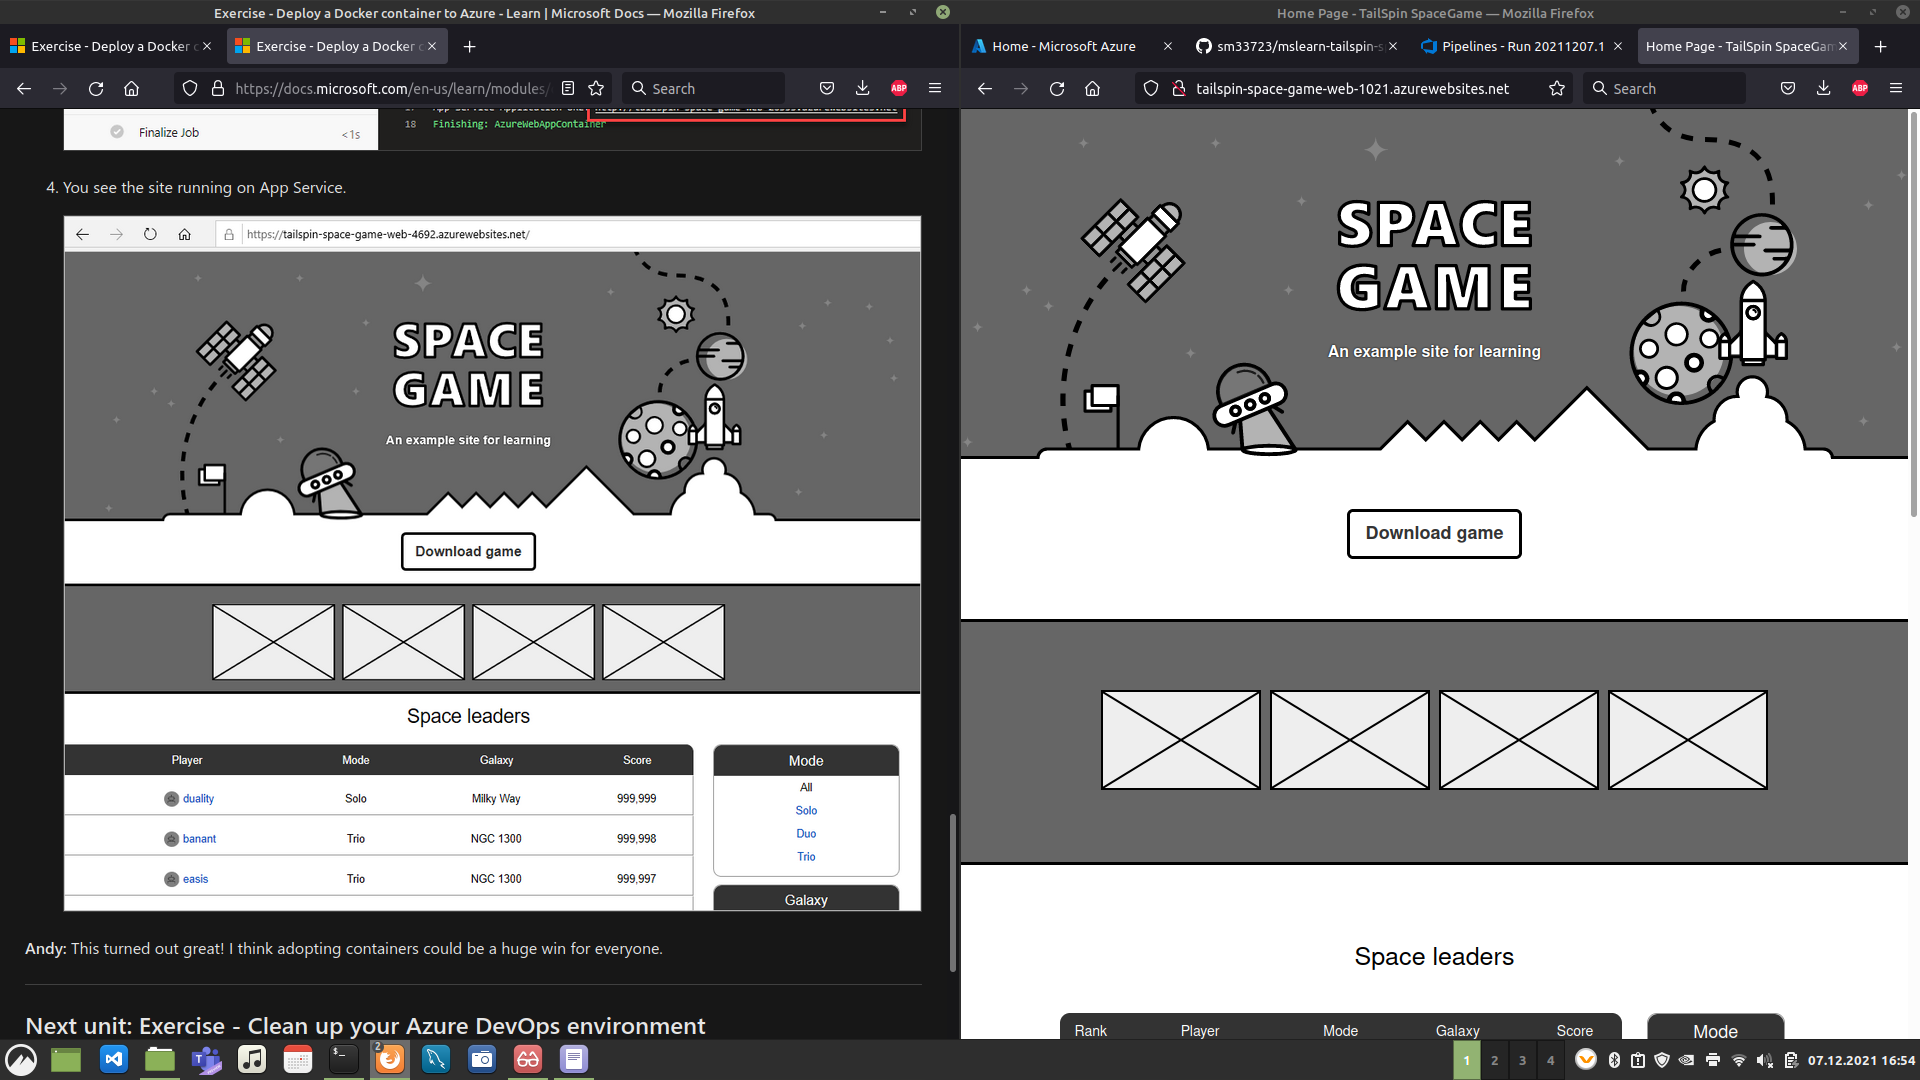 Exercise - Deploy a Docker container to Azure - Learn | Microsoft Docs — Mozilla Firefox
Exercise - Deploy a Docker c
Exercise - Deploy a Docker c
https://docs.microsoft.com/en-us/learn/modules/
Search
ABP
Finalize Job
<1s
18 Finishing: AzureWebAppContainer
4. You see the site running on App Service.
https://tailspin-space-game-web-4692.azurewebsites.net/
SPACE
GAME
An example site for learning
Download game
Space leaders
Player Mode Galaxy Score
duality Solo Milky Way 999,999
banant Trio NGC 1300 999,998
easis Trio NGC 1300 999,997
Mode
All
Solo
Duo
Trio
Galaxy
Andy: This turned out great! I think adopting containers could be a huge win for everyone.
Next unit: Exercise - Clean up your Azure DevOps environment
Home Page - TailSpin SpaceGame — Mozilla Firefox
Home - Microsoft Azure
sm33723/mslearn-tailspin-s
Pipelines - Run 20211207.1
Home Page - TailSpin SpaceGam
tailspin-space-game-web-1021.azurewebsites.net
Search
ABP
SPACE
GAME
An example site for learning
Download game
Space leaders
Rank Player Mode Galaxy Score
Mode
2
1 2 3 4
07.12.2021 16:54